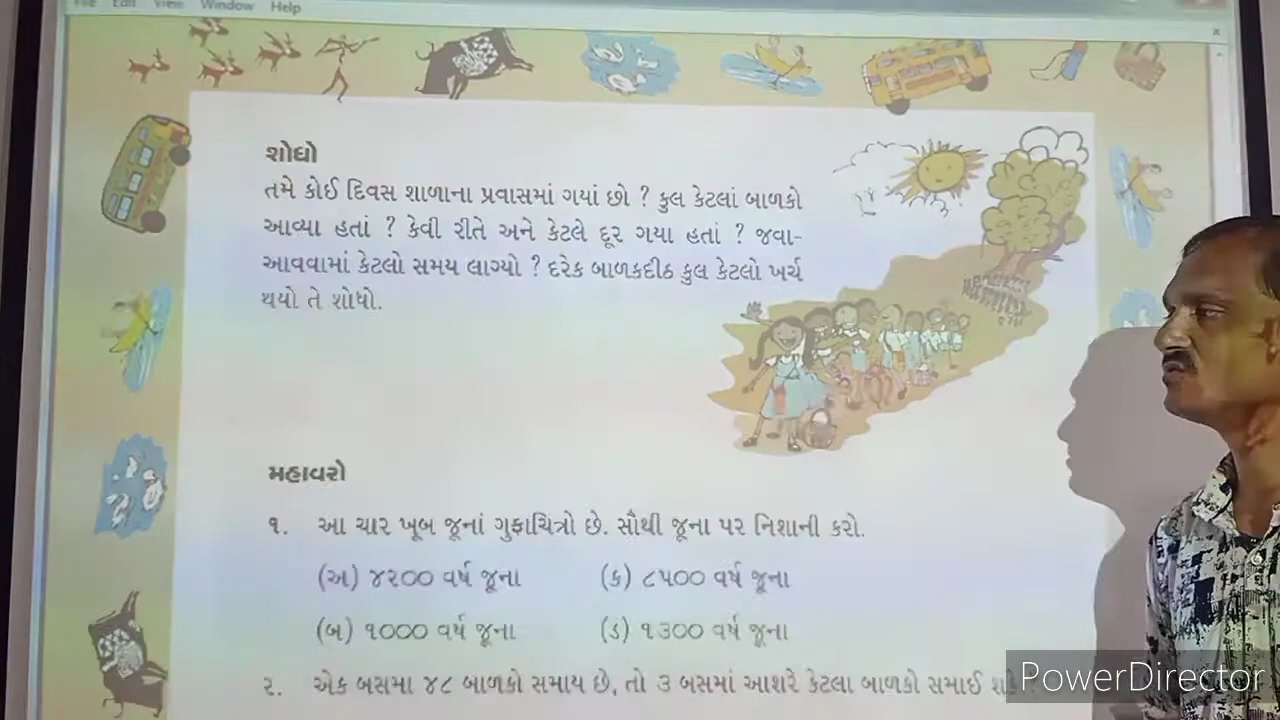 File Edit View Window Help
શોધો
તમે કોઈ દિવસ શાળાના પ્રવાસમાં ગયાં છો ? કુલ કેટલાં બાળકો
આવ્યા હતાં ? કેવી રીતે અને કેટલે દૂર ગયા હતાં ? જવા-
આવવામાં કેટલો સમય લાગ્યો ? દરેક બાળકદીઠ કુલ કેટલો ખર્ચ
થયો તે શોધો.
મહાવરો
૧. આ ચાર ખૂબ જૂનાં ગુફાચિત્રો છે. સૌથી જૂના પર નિશાની કરો.
(અ) ૪૨૦૦ વર્ષ જૂના (ક) ૮૫૦૦ વર્ષ જૂના
(બ) ૧૦૦૦ વર્ષ જૂના (ડ) ૧૩૦૦ વર્ષ જૂના
૨. એક બસમા ૪૮ બાળકો સમાય છે, તો ૩ બસમાં આશરે કેટલા બાળકો સમાઈ
PowerDirector